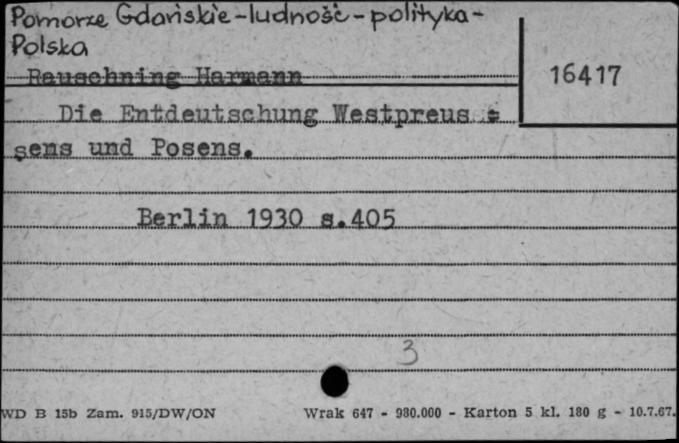 Pomorze Gdańskie-ludność-polityka-
Polska
Rauschning Harmann
16417
Die Entdeutschung Westpreus =
sens und Posens.
Berlin 1930 s.405
3
WD B 15b Zam. 915/DW/ON
Wrak 647 - 980.000 - Karton 5 kl. 180 g - 10.7.67.